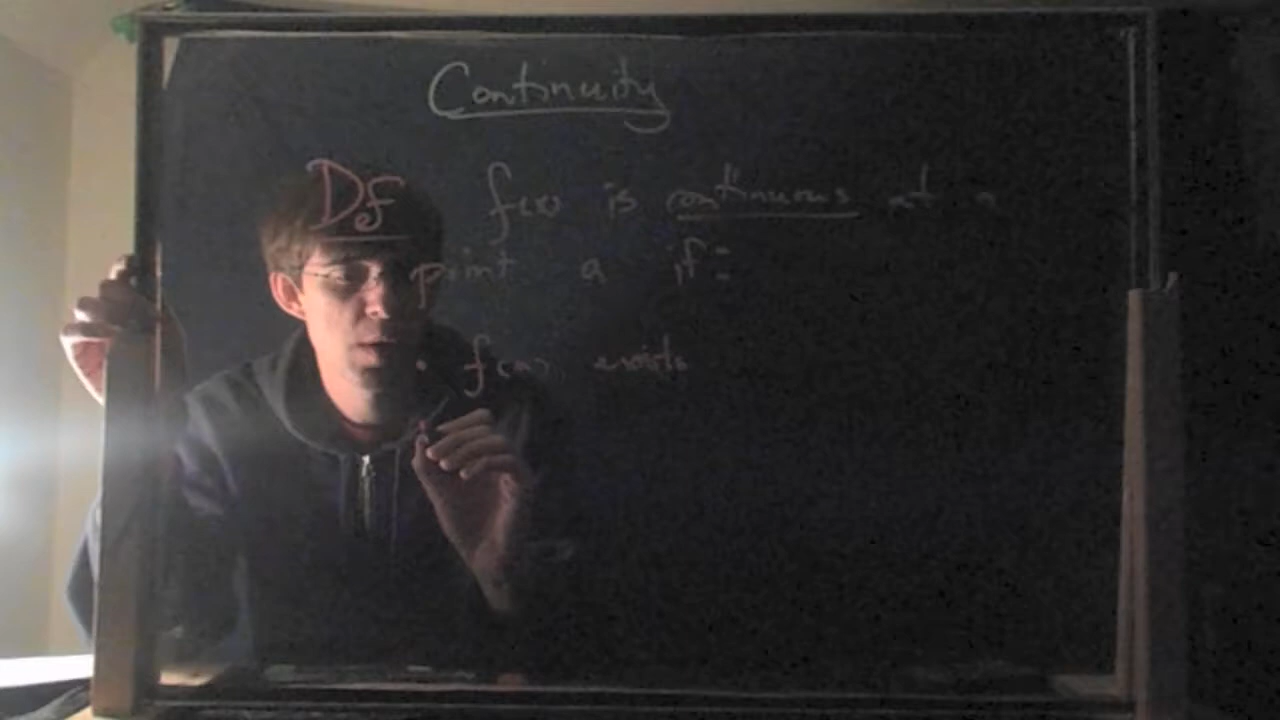 Continuity
Df f(x) is continuous at a
point a if:
• f(a) exists